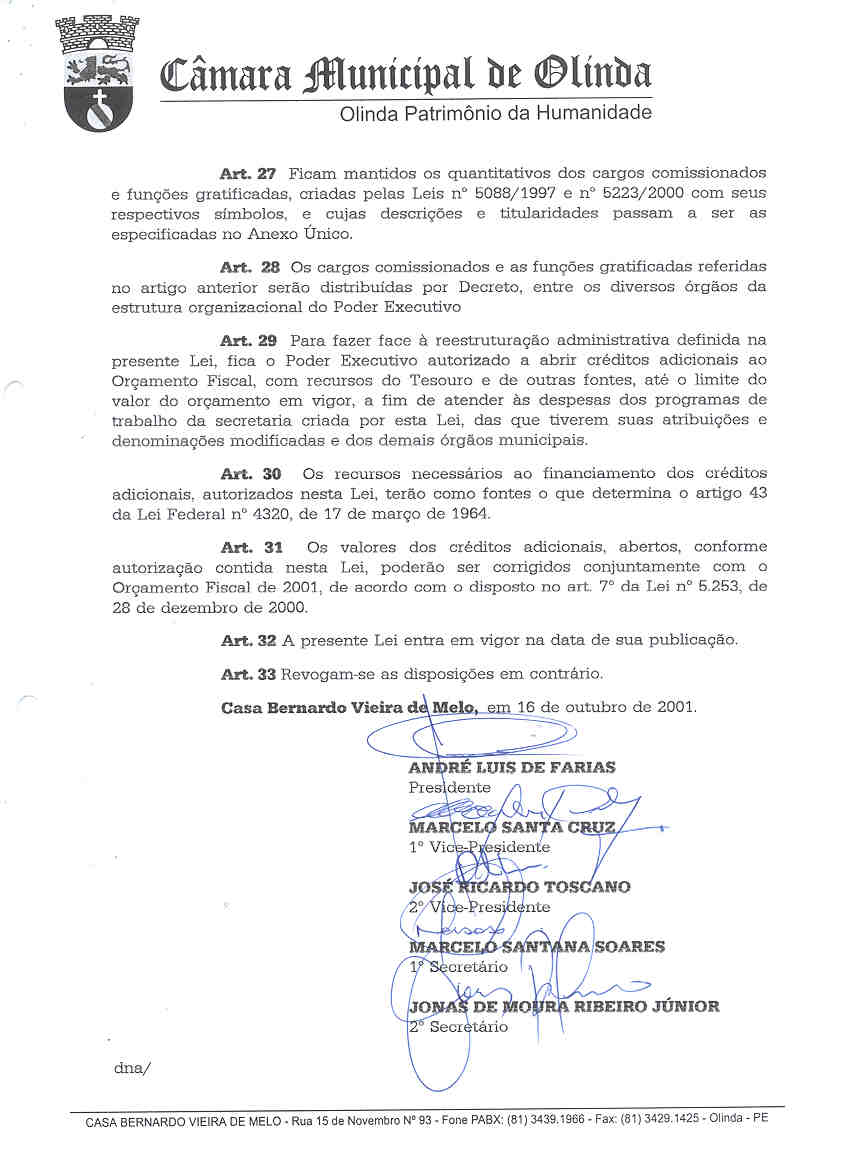 Câmara Municipal de Olinda
Olinda Patrimônio da Humanidade
Art. 27 Ficam mantidos os quantitativos dos cargos comissionados
e funções gratificadas, criadas pelas Leis nº 5088/1997 e nº 5223/2000 com seus
respectivos símbolos, e cujas descrições e titularidades passam a ser as
especificadas no Anexo Único.
Art. 28 Os cargos comissionados e as funções gratificadas referidas
no artigo anterior serão distribuídas por Decreto, entre os diversos órgãos da
estrutura organizacional do Poder Executivo
Art. 29 Para fazer face à reestruturação administrativa definida na
presente Lei, fica o Poder Executivo autorizado a abrir créditos adicionais ao
Orçamento Fiscal, com recursos do Tesouro e de outras fontes, até o limite do
valor do orçamento em vigor, a fim de atender às despesas dos programas de
trabalho da secretaria criada por esta Lei, das que tiverem suas atribuições e
denominações modificadas e dos demais órgãos municipais.
Art. 30 Os recursos necessários ao financiamento dos créditos
adicionais, autorizados nesta Lei, terão como fontes o que determina o artigo 43
da Lei Federal nº 4320, de 17 de março de 1964.
Art. 31 Os valores dos créditos adicionais, abertos, conforme
autorização contida nesta Lei, poderão ser corrigidos conjuntamente com o
Orçamento Fiscal de 2001, de acordo com o disposto no art. 7º da Lei nº 5.253, de
28 de dezembro de 2000.
Art. 32 A presente Lei entra em vigor na data de sua publicação.
Art. 33 Revogam-se as disposições em contrário.
Casa Bernardo Vieira de Melo, em 16 de outubro de 2001.
ANDRÉ LUIS DE FARIAS
Presidente
MARCELO SANTA CRUZ
1º Vice-Presidente
JOSÉ RICARDO TOSCANO
2º Vice-Presidente
MARCELO SANTANA SOARES
1º Secretário
JONAS DE MOURA RIBEIRO JÚNIOR
2º Secretário
dna/
CASA BERNARDO VIEIRA DE MELO - Rua 15 de Novembro Nº 93 - Fone PABX: (81) 3439.1966 - Fax: (81) 3429.1425 - Olinda - PE